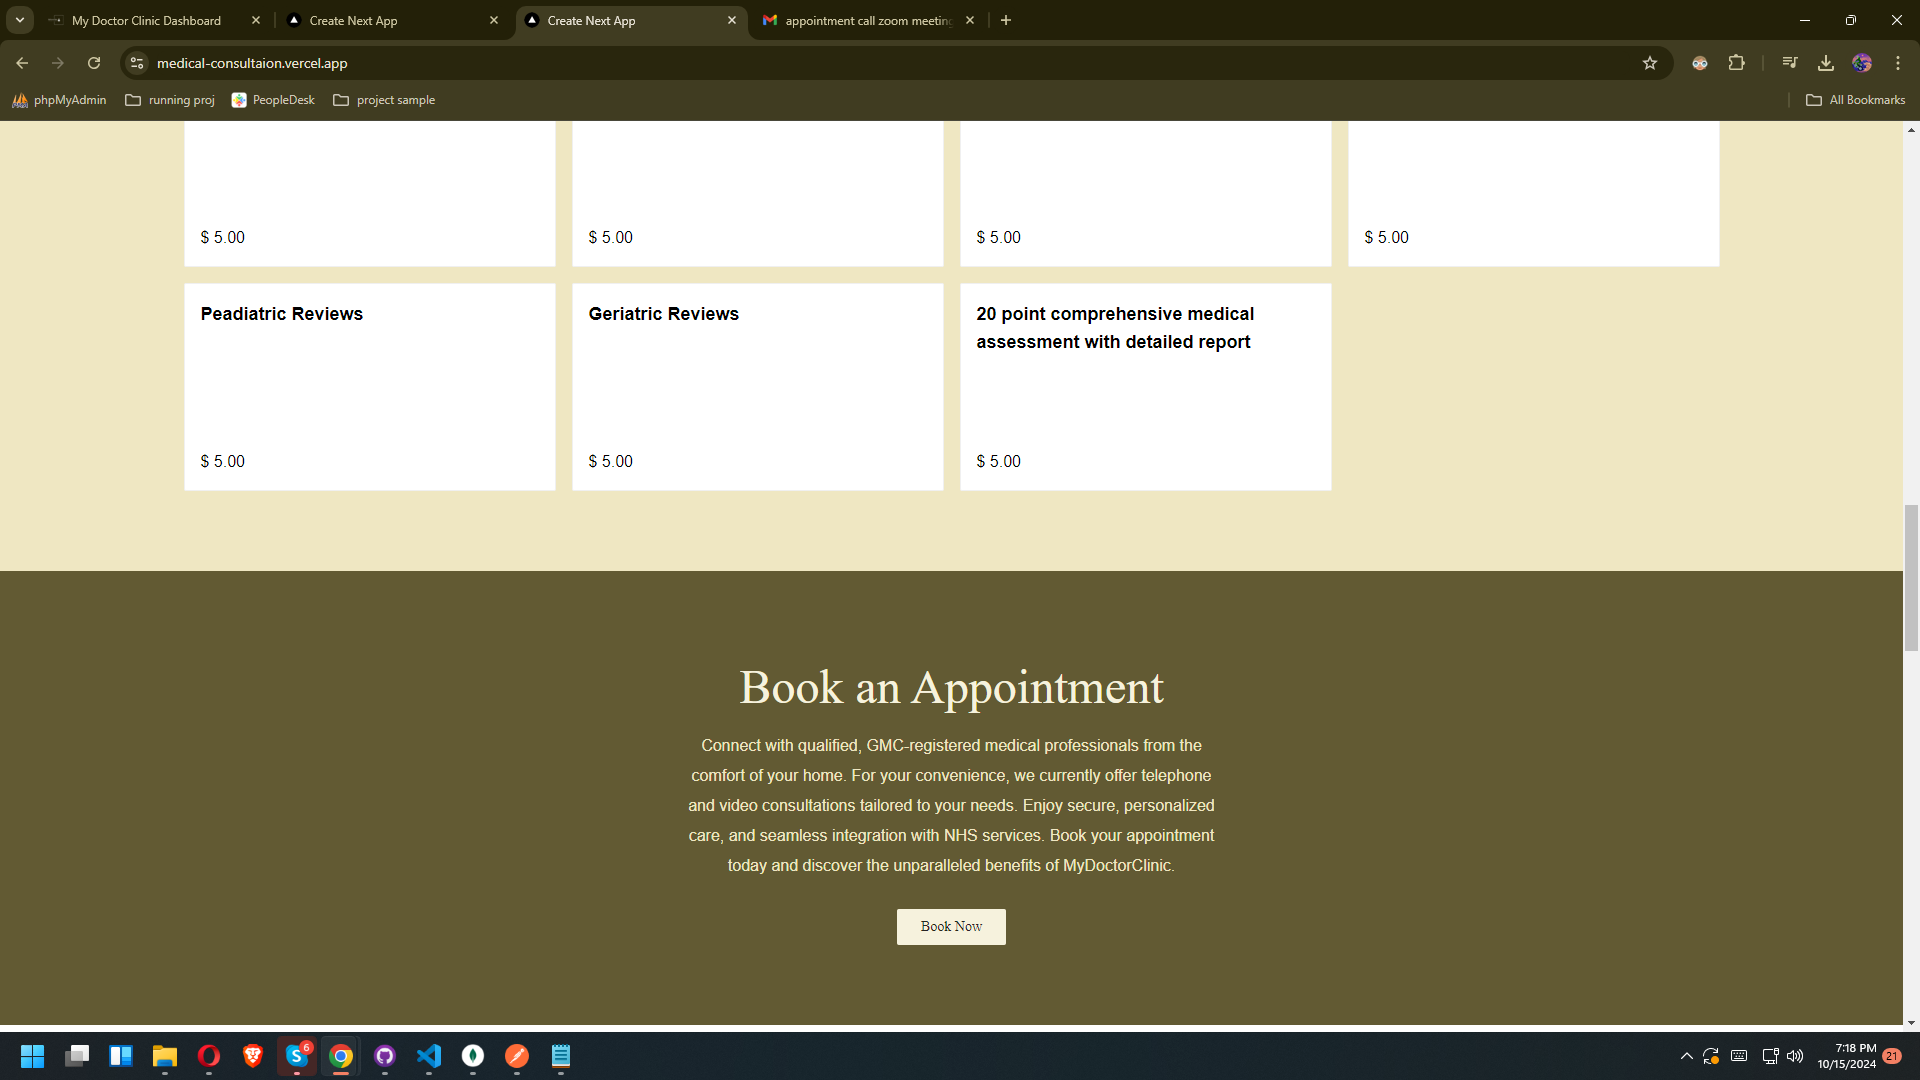 My Doctor Clinic Dashboard
Create Next App
Create Next App
appointment call zoom meeting
medical-consultaion.vercel.app
phpMyAdmin
running proj
PeopleDesk
project sample
All Bookmarks
$ 5.00
$ 5.00
$ 5.00
$ 5.00
Peadiatric Reviews
Geriatric Reviews
20 point comprehensive medical
assessment with detailed report
$ 5.00
$ 5.00
$ 5.00
Book an Appointment
Connect with qualified, GMC-registered medical professionals from the
comfort of your home. For your convenience, we currently offer telephone
and video consultations tailored to your needs. Enjoy secure, personalized
care, and seamless integration with NHS services. Book your appointment
today and discover the unparalleled benefits of MyDoctorClinic.
Book Now
S
6
7:18 PM
10/15/2024
21